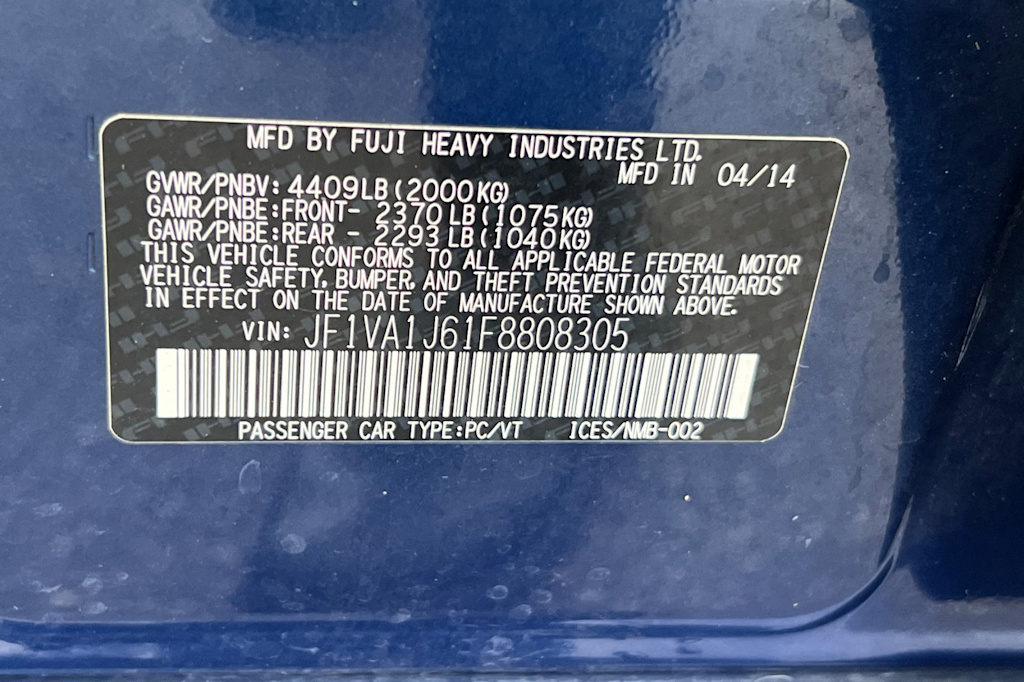 MFD BY FUJI HEAVY INDUSTRIES LTD.
MFD IN 04/14
GVWR/PNBV: 4409LB (2000KG)
GAWR/PNBE:FRONT- 2370 LB (1075KG)
GAWR/PNBE:REAR - 2293 LB (1040KG)
THIS VEHICLE CONFORMS TO ALL APPLICABLE FEDERAL MOTOR
VEHICLE SAFETY, BUMPER, AND THEFT PREVENTION STANDARDS
IN EFFECT ON THE DATE OF MANUFACTURE SHOWN ABOVE.
VIN: JF1VA1J61F8808305
PASSENGER CAR TYPE:PC/VT ICES/NMB-002